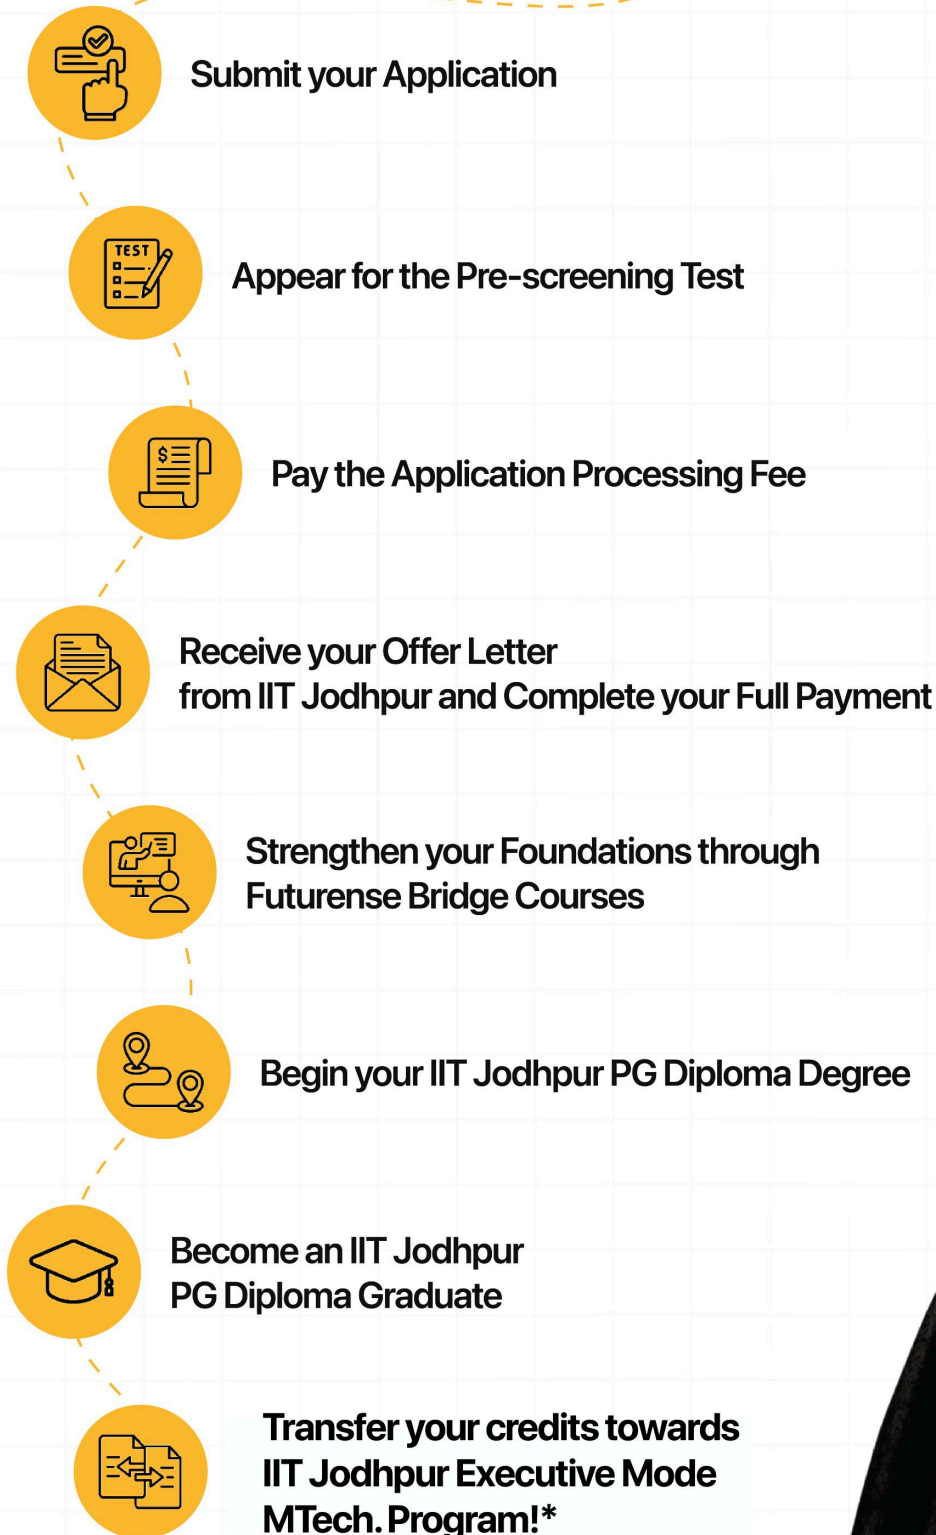 Submit your Application
TEST
Appear for the Pre-screening Test
$
Pay the Application Processing Fee
Receive your Offer Letter
from IIT Jodhpur and Complete your Full Payment
Strengthen your Foundations through
Futurense Bridge Courses
Begin your IIT Jodhpur PG Diploma Degree
Become an IIT Jodhpur
PG Diploma Graduate
Transfer your credits towards
IIT Jodhpur Executive Mode
MTech. Program!*